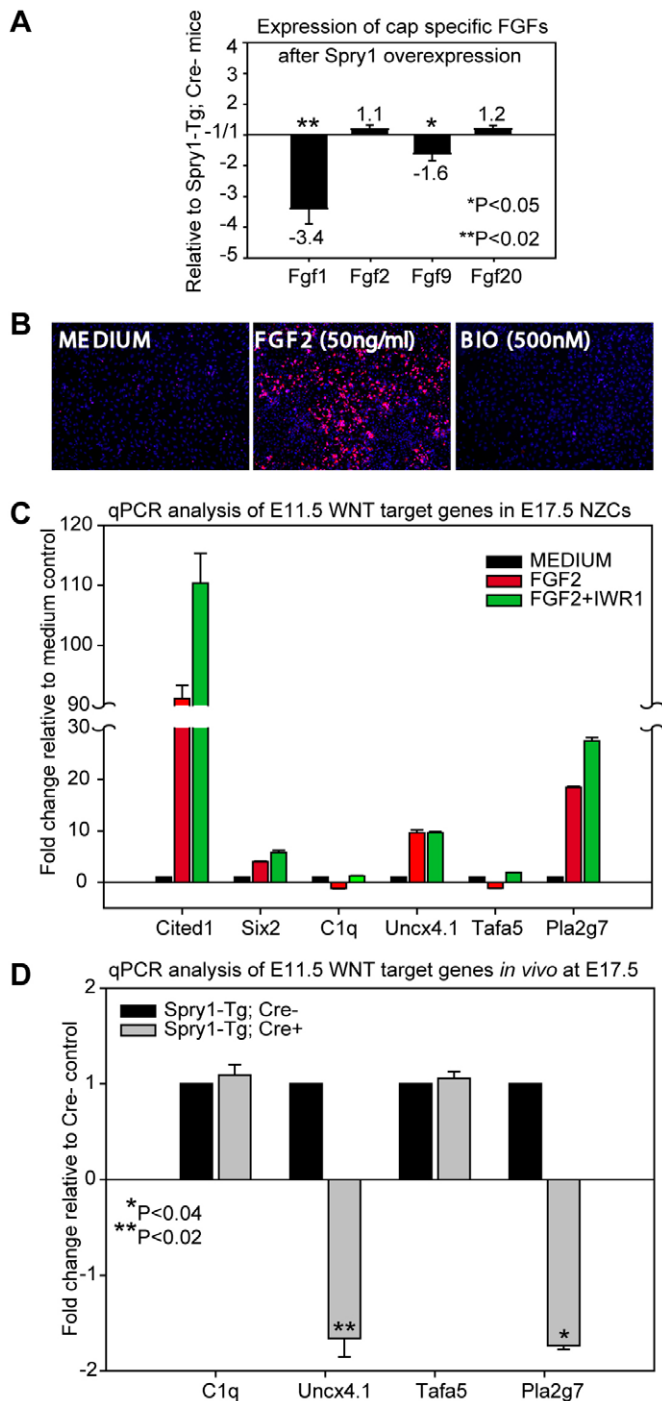 A
Expression of cap specific FGFs
after Spry1 overexpression
Relative to Spry1-Tg; Cre- mice
4
2
-1/1
-2
-3
-4
-5
**
1.1
*
1.2
-3.4
-1.6
*P<0.05
**P<0.02
Fgf1 Fgf2 Fgf9 Fgf20
B
MEDIUM FGF2 (50ng/ml) BIO (500nM)
C
qPCR analysis of E11.5 WNT target genes in E17.5 NZCs
Fold change relative to medium control
120
110
100
90
30
20
10
0
MEDIUM
FGF2
FGF2+IWR1
Cited1 Six2 C1q Uncx4.1 Tafa5 Pla2g7
D
qPCR analysis of E11.5 WNT target genes in vivo at E17.5
Fold change relative to Cre- control
2
1
0
-1
-2
Spry1-Tg; Cre-
Spry1-Tg; Cre+
*P<0.04
**P<0.02
**
*
C1q Uncx4.1 Tafa5 Pla2g7